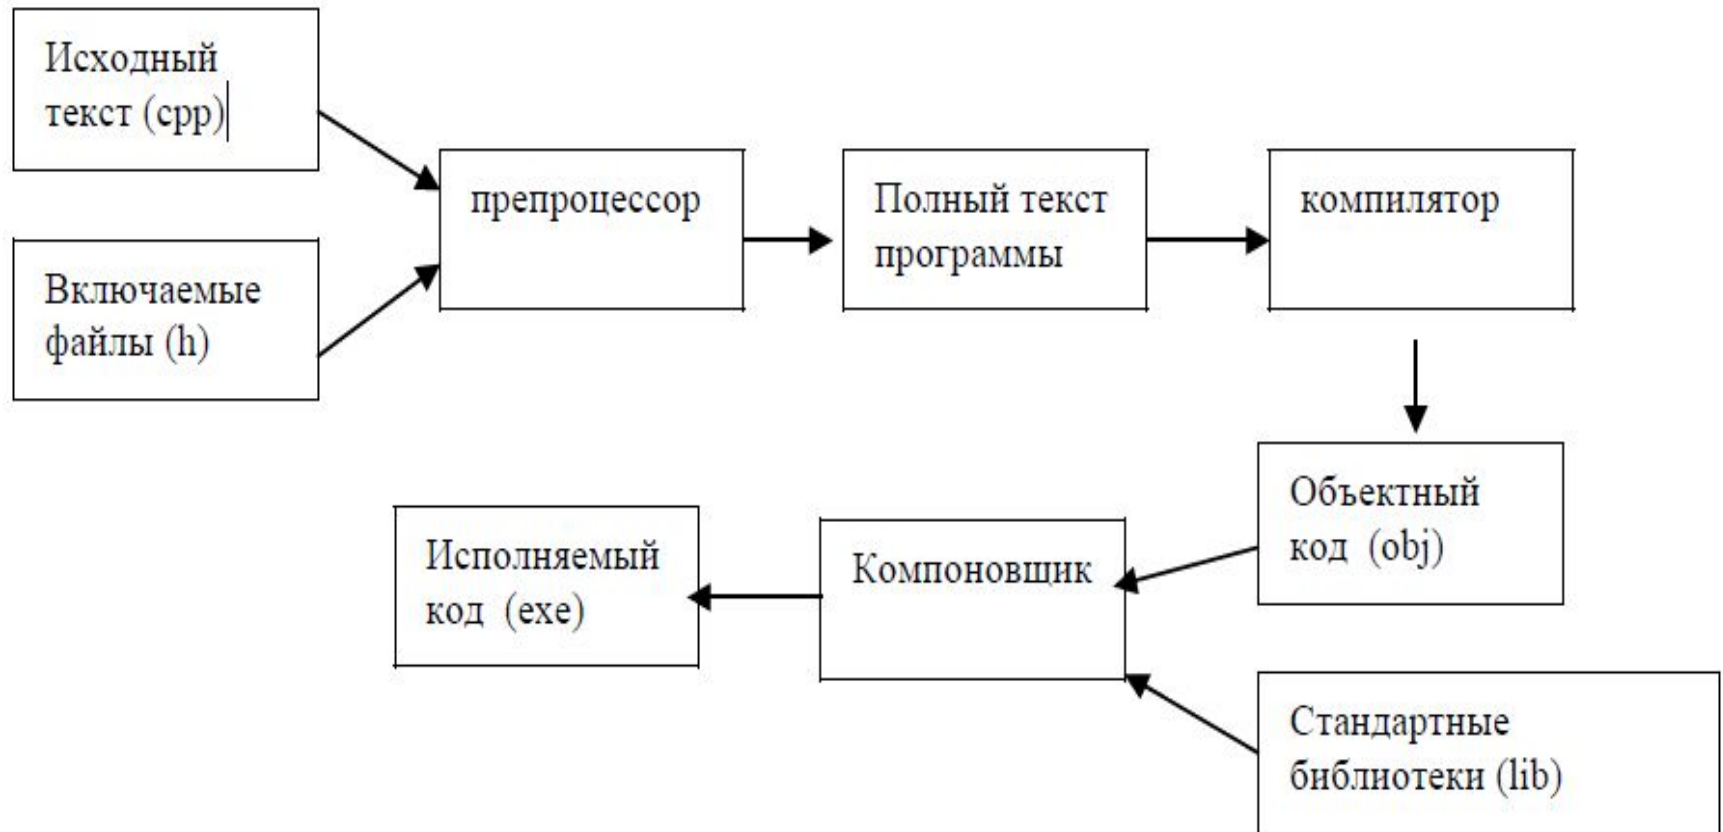 Исходный
текст (cpp)
Включаемые
файлы (h)
препроцессор
Полный текст
программы
компилятор
Объектный
код (obj)
Компоновщик
Исполняемый
код (exe)
Стандартные
библиотеки (lib)